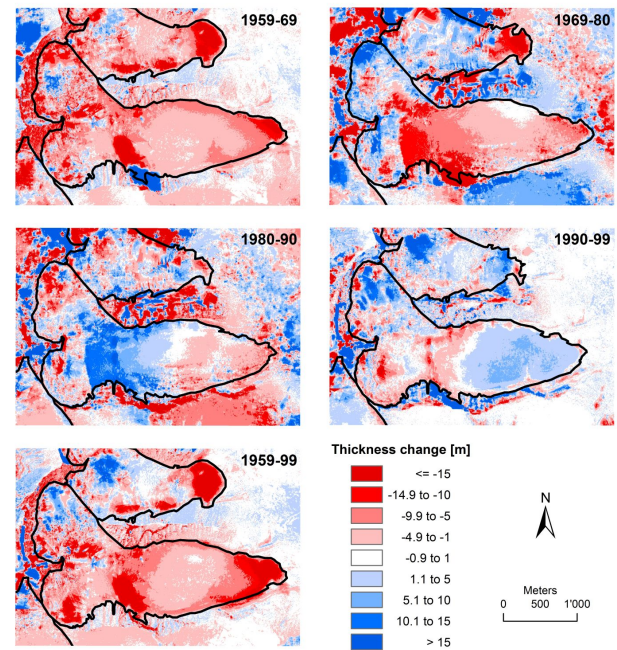 1959-69
1969-80
1980-90
1990-99
1959-99
Thickness change [m]
<= -15
-14.9 to -10
-9.9 to -5
-4.9 to -1
-0.9 to 1
1.1 to 5
5.1 to 10
10.1 to 15
> 15
N
Meters
0 500 1'000